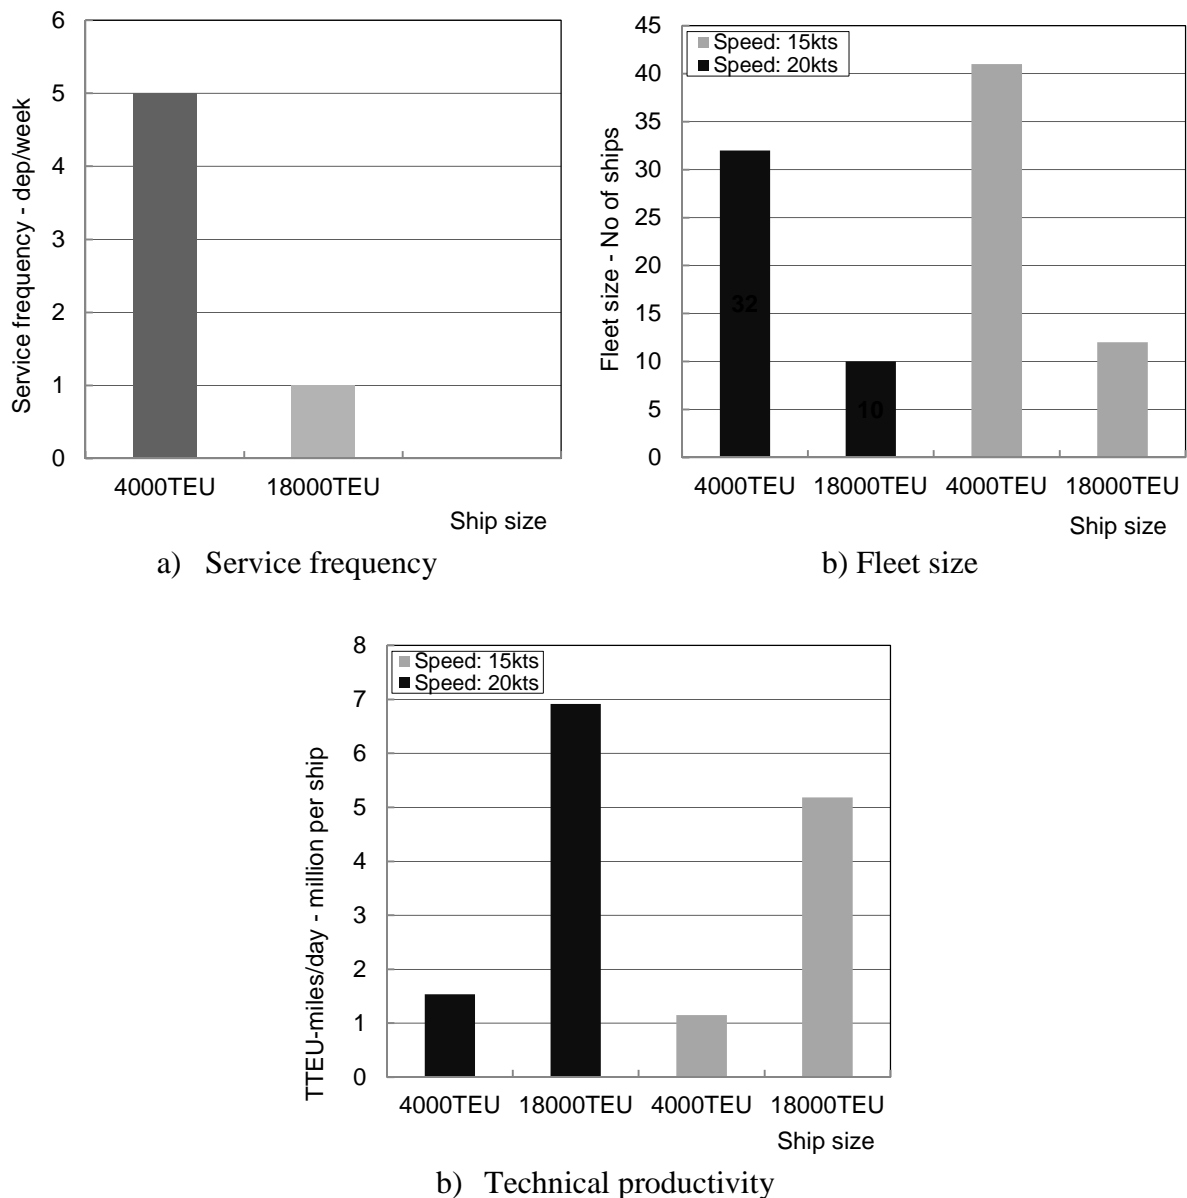 6
5
4
3
2
1
0
Service frequency - dep/week
4000TEU 18000TEU
Ship size
a) Service frequency
45
40
35
30
25
20
15
10
5
0
Fleet size - No of ships
Speed: 15kts
Speed: 20kts
32
10
4000TEU 18000TEU 4000TEU 18000TEU
Ship size
b) Fleet size
8
7
6
5
4
3
2
1
0
TTEU-miles/day - million per ship
Speed: 15kts
Speed: 20kts
4000TEU 18000TEU 4000TEU 18000TEU
Ship size
b) Technical productivity